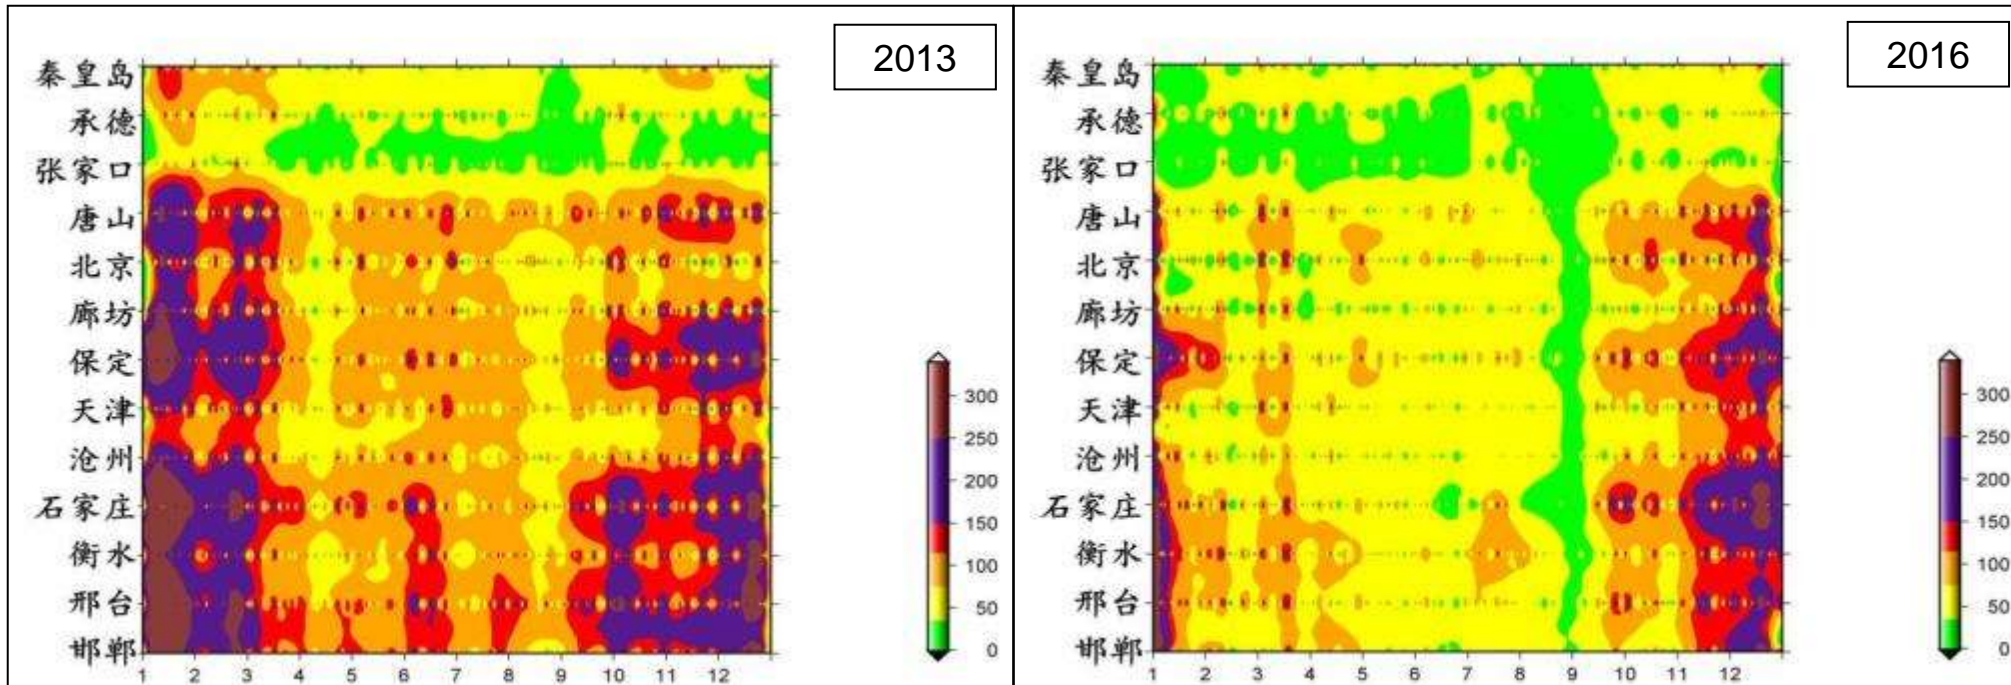 2013
秦皇岛
承德
张家口
唐山
北京
廊坊
保定
天津
沧州
石家庄
衡水
邢台
邯郸
1 2 3 4 5 6 7 8 9 10 11 12
300
250
200
150
100
50
0
2016
秦皇岛
承德
张家口
唐山
北京
廊坊
保定
天津
沧州
石家庄
衡水
邢台
邯郸
1 2 3 4 5 6 7 8 9 10 11 12
300
250
200
150
100
50
0